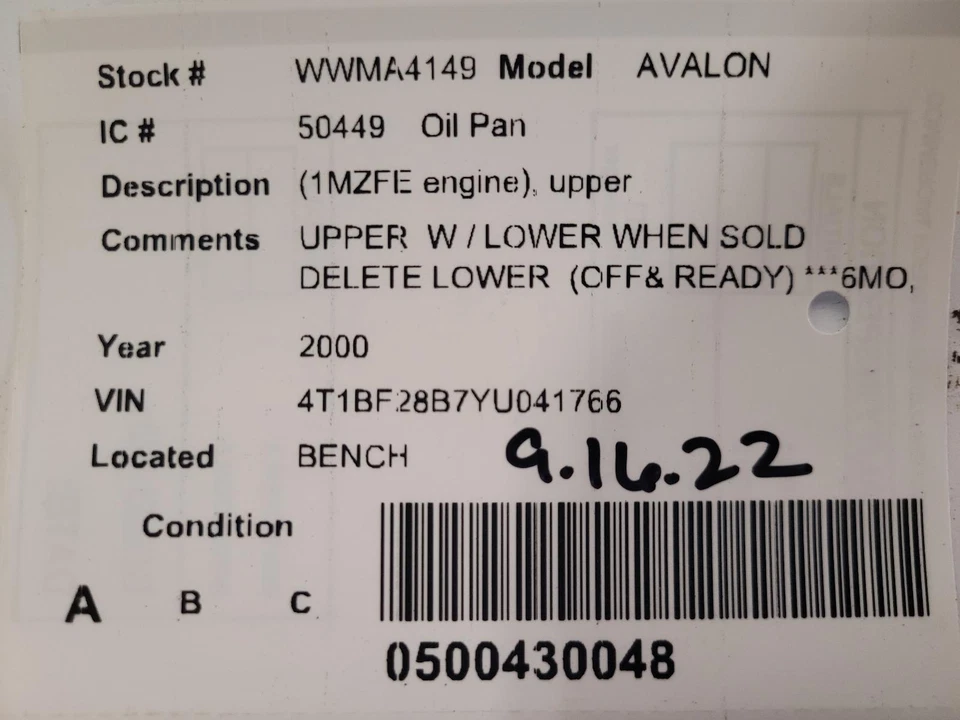 Stock # WWMA4149 Model AVALON
IC # 50449 Oil Pan
Description (1MZFE engine), upper
Comments UPPER W / LOWER WHEN SOLD
DELETE LOWER (OFF& READY) ***6MO,
Year 2000
VIN 4T1BF28B7YU041766
Located BENCH 9.16.22
Condition
A B C
0500430048